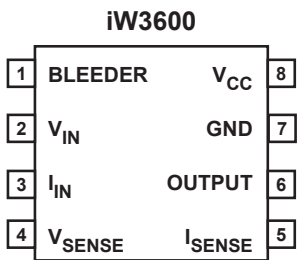 iW3600
1 BLEEDER V_CC 8
2 V_IN GND 7
3 I_IN OUTPUT 6
4 V_SENSE I_SENSE 5